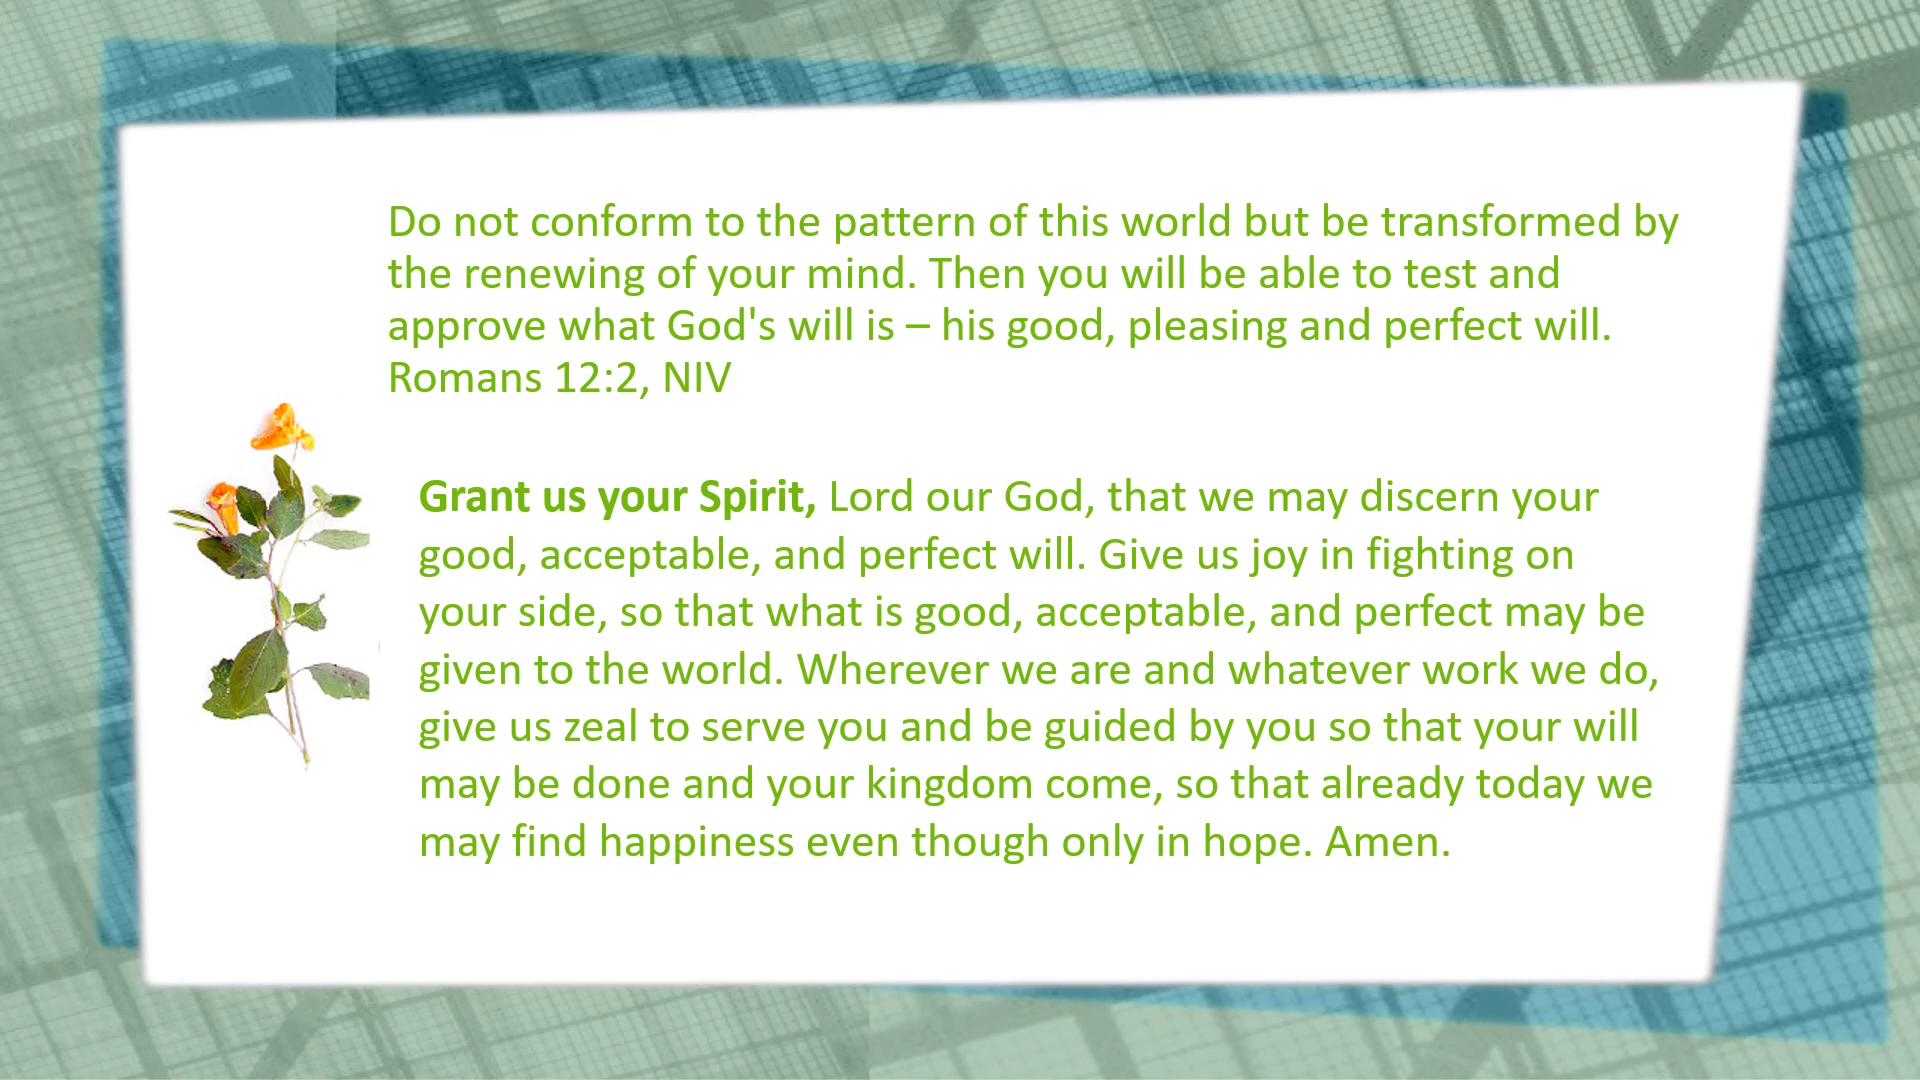 Do not conform to the pattern of this world but be transformed by
the renewing of your mind. Then you will be able to test and
approve what God's will is – his good, pleasing and perfect will.
Romans 12:2, NIV
Grant us your Spirit, Lord our God, that we may discern your
good, acceptable, and perfect will. Give us joy in fighting on
your side, so that what is good, acceptable, and perfect may be
given to the world. Wherever we are and whatever work we do,
give us zeal to serve you and be guided by you so that your will
may be done and your kingdom come, so that already today we
may find happiness even though only in hope. Amen.